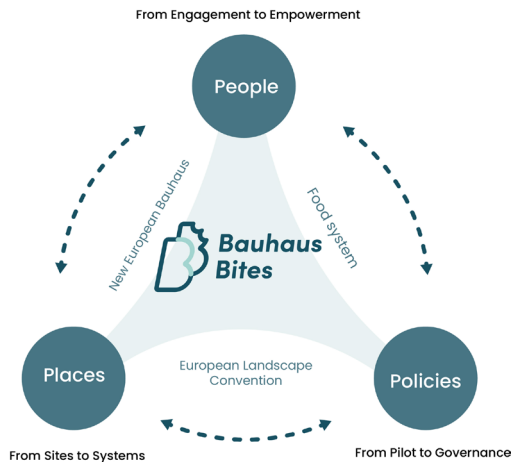 From Engagement to Empowerment
People
New European Bauhaus
Food system
Bauhaus
Bites
European Landscape
Convention
Places
Policies
From Sites to Systems
From Pilot to Governance